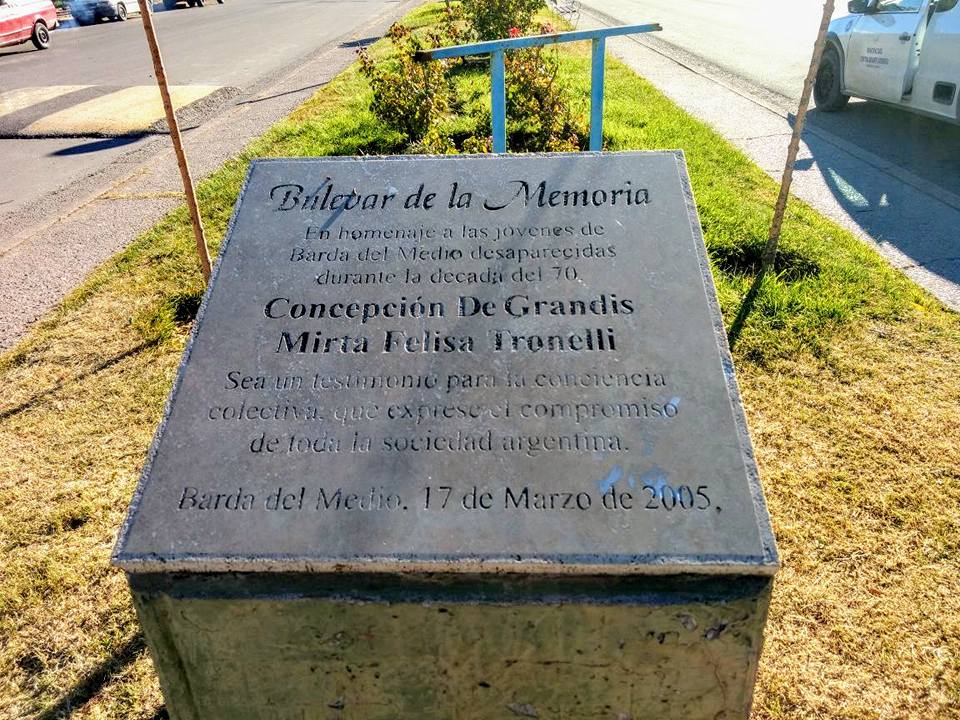 Bulevar de la Memoria
En homenaje a las jóvenes de
Barda del Medio desaparecidas
durante la decada del 70.
Concepción De Grandis
Mirta Felisa Tronelli
Sea un testimonio para la conciencia
colectiva, que exprese el compromiso
de toda la sociedad argentina.
Barda del Medio, 17 de Marzo de 2005.